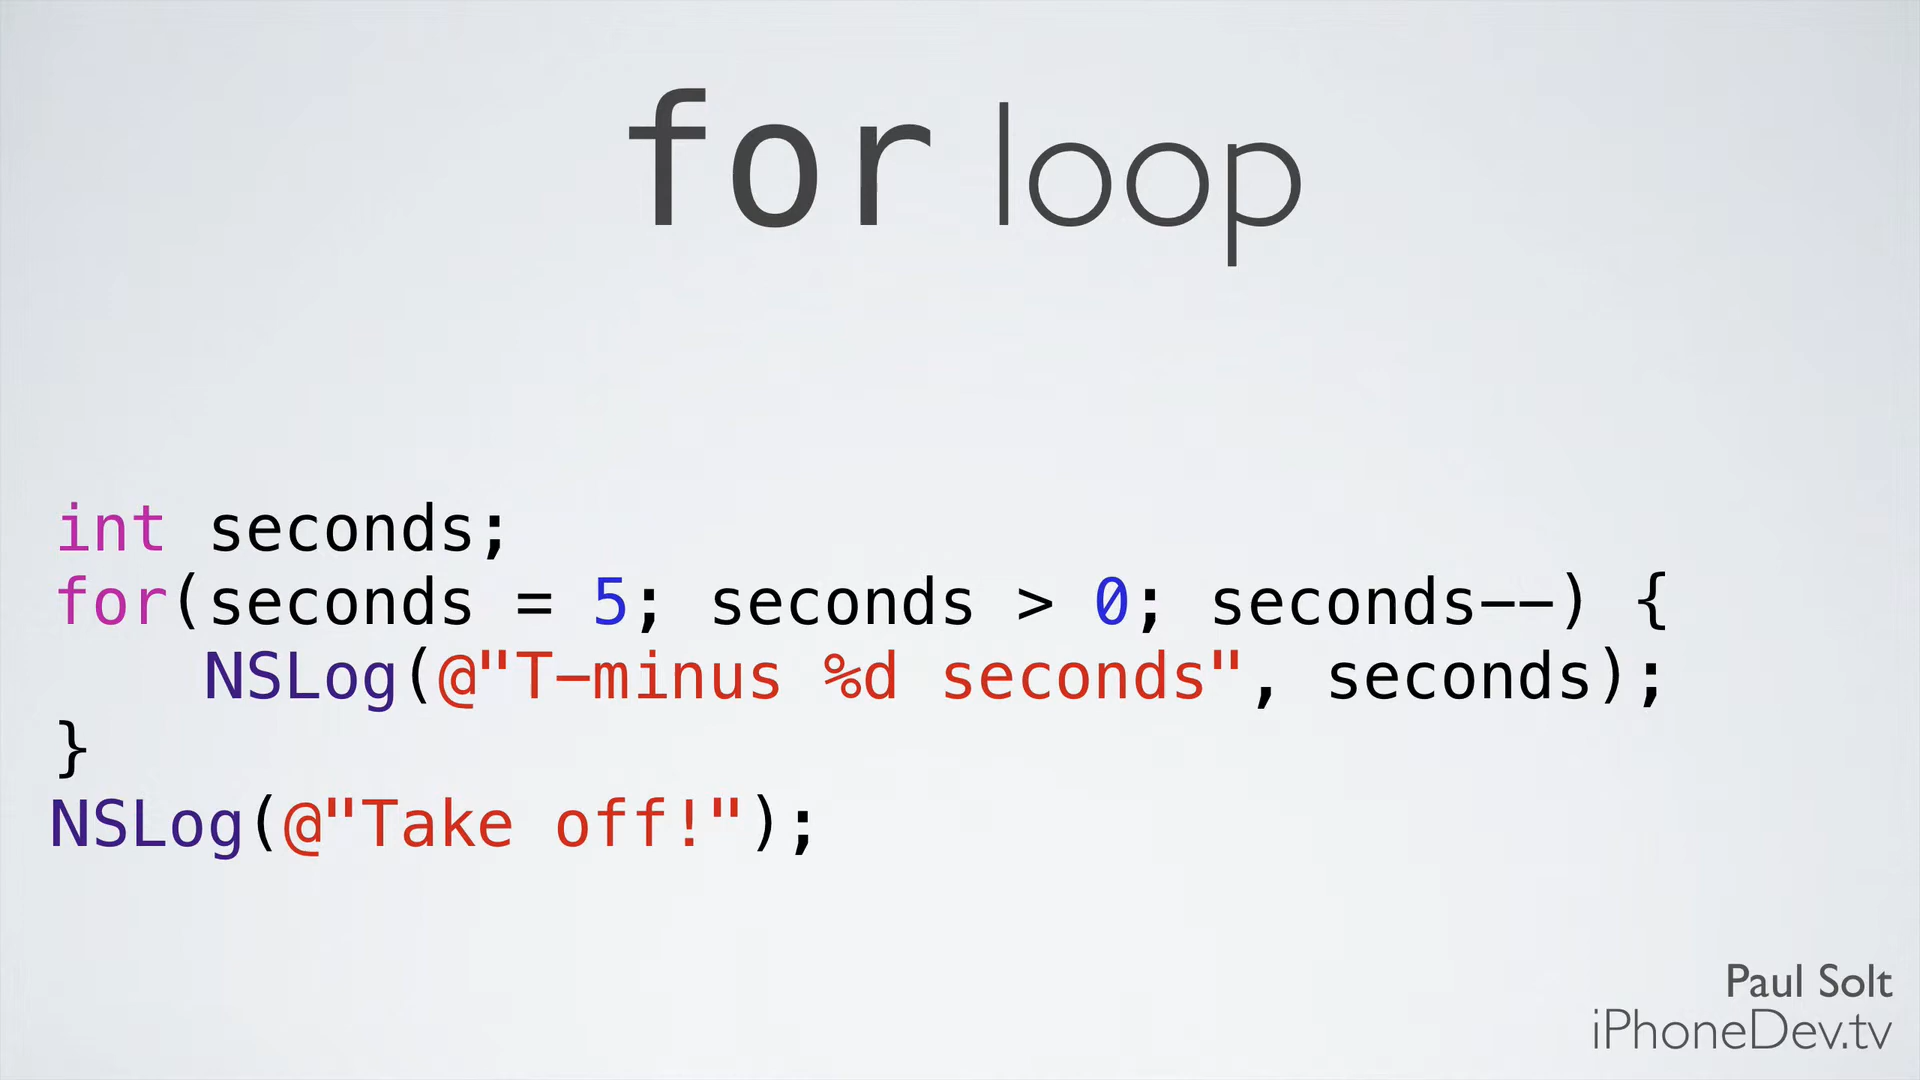 for loop
int seconds;
for(seconds = 5; seconds > 0; seconds--) {
    NSLog(@"T-minus %d seconds", seconds);
}
NSLog(@"Take off!");
Paul Solt
iPhoneDev.tv